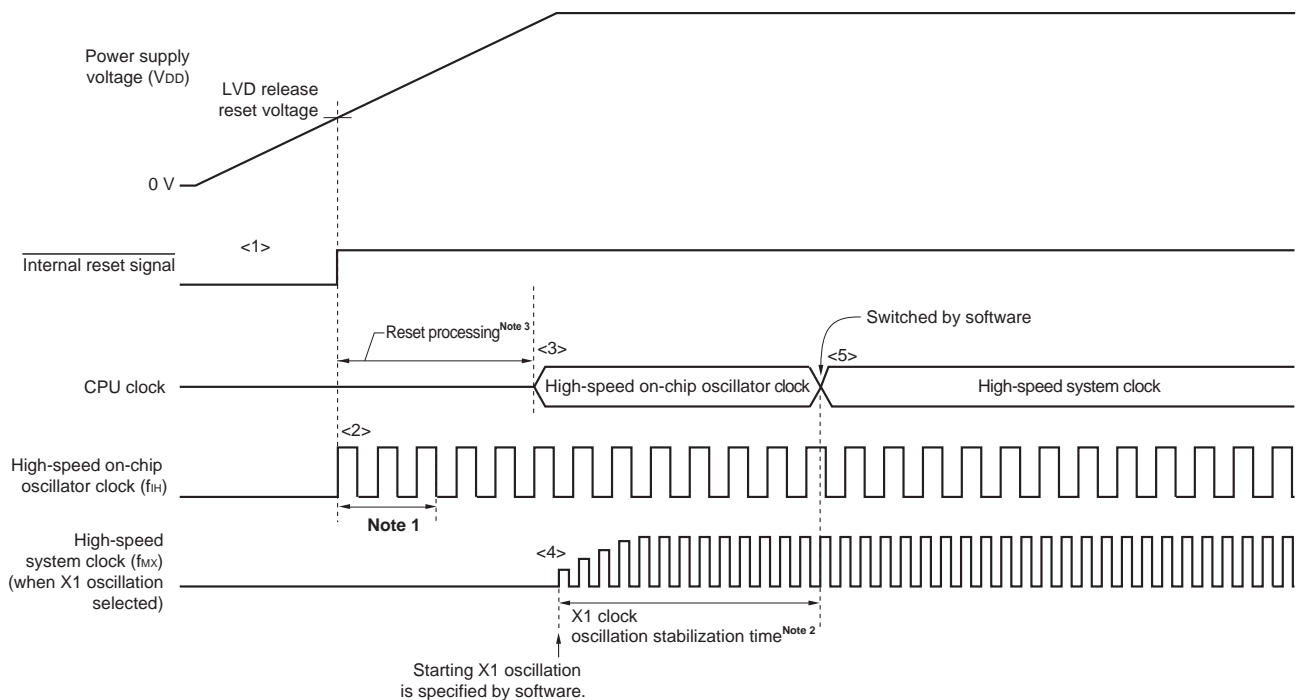 Power supply
voltage (VDD)
LVD release
reset voltage
0 V
<1>
Internal reset signal
Reset processing Note 3
Switched by software
<3>
<5>
CPU clock
High-speed on-chip oscillator clock
High-speed system clock
<2>
High-speed on-chip
oscillator clock (fIH)
Note 1
High-speed
system clock (fMX)
(when X1 oscillation
selected)
<4>
X1 clock
oscillation stabilization time Note 2
Starting X1 oscillation
is specified by software.